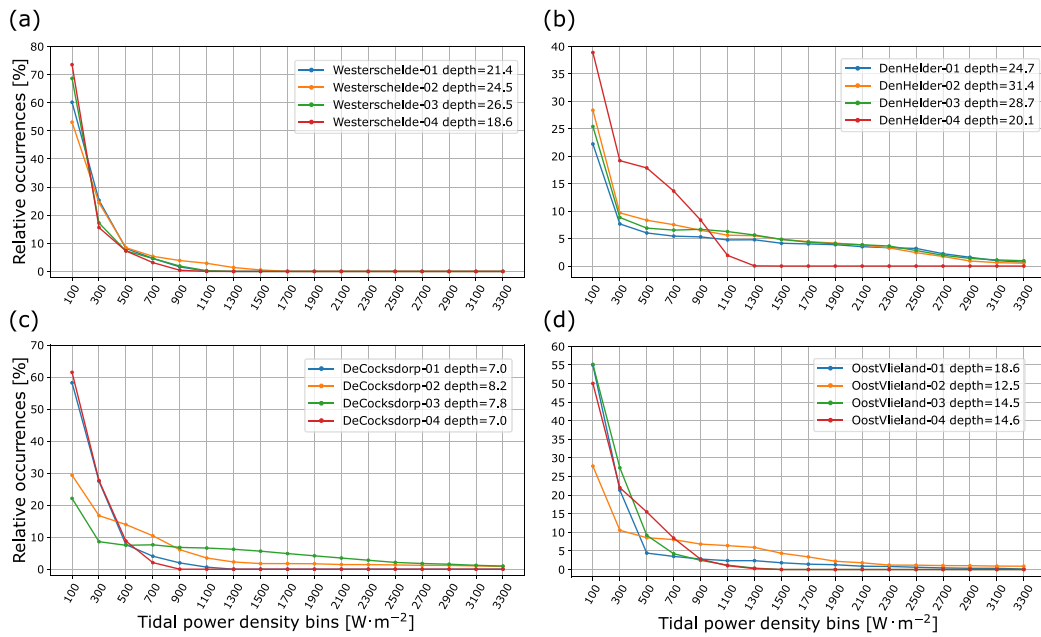 (a)
Relative occurrences [%]
80
70
60
50
40
30
20
10
0
Westerschelde-01 depth=21.4
Westerschelde-02 depth=24.5
Westerschelde-03 depth=26.5
Westerschelde-04 depth=18.6
100 300 500 700 900 1100 1300 1500 1700 1900 2100 2300 2500 2700 2900 3100 3300
(b)
40
35
30
25
20
15
10
5
0
DenHelder-01 depth=24.7
DenHelder-02 depth=31.4
DenHelder-03 depth=28.7
DenHelder-04 depth=20.1
100 300 500 700 900 1100 1300 1500 1700 1900 2100 2300 2500 2700 2900 3100 3300
(c)
Relative occurrences [%]
70
60
50
40
30
20
10
0
DeCocksdorp-01 depth=7.0
DeCocksdorp-02 depth=8.2
DeCocksdorp-03 depth=7.8
DeCocksdorp-04 depth=7.0
100 300 500 700 900 1100 1300 1500 1700 1900 2100 2300 2500 2700 2900 3100 3300
Tidal power density bins [W·m⁻²]
(d)
60
55
50
45
40
35
30
25
20
15
10
5
0
OostVlieland-01 depth=18.6
OostVlieland-02 depth=12.5
OostVlieland-03 depth=14.5
OostVlieland-04 depth=14.6
100 300 500 700 900 1100 1300 1500 1700 1900 2100 2300 2500 2700 2900 3100 3300
Tidal power density bins [W·m⁻²]